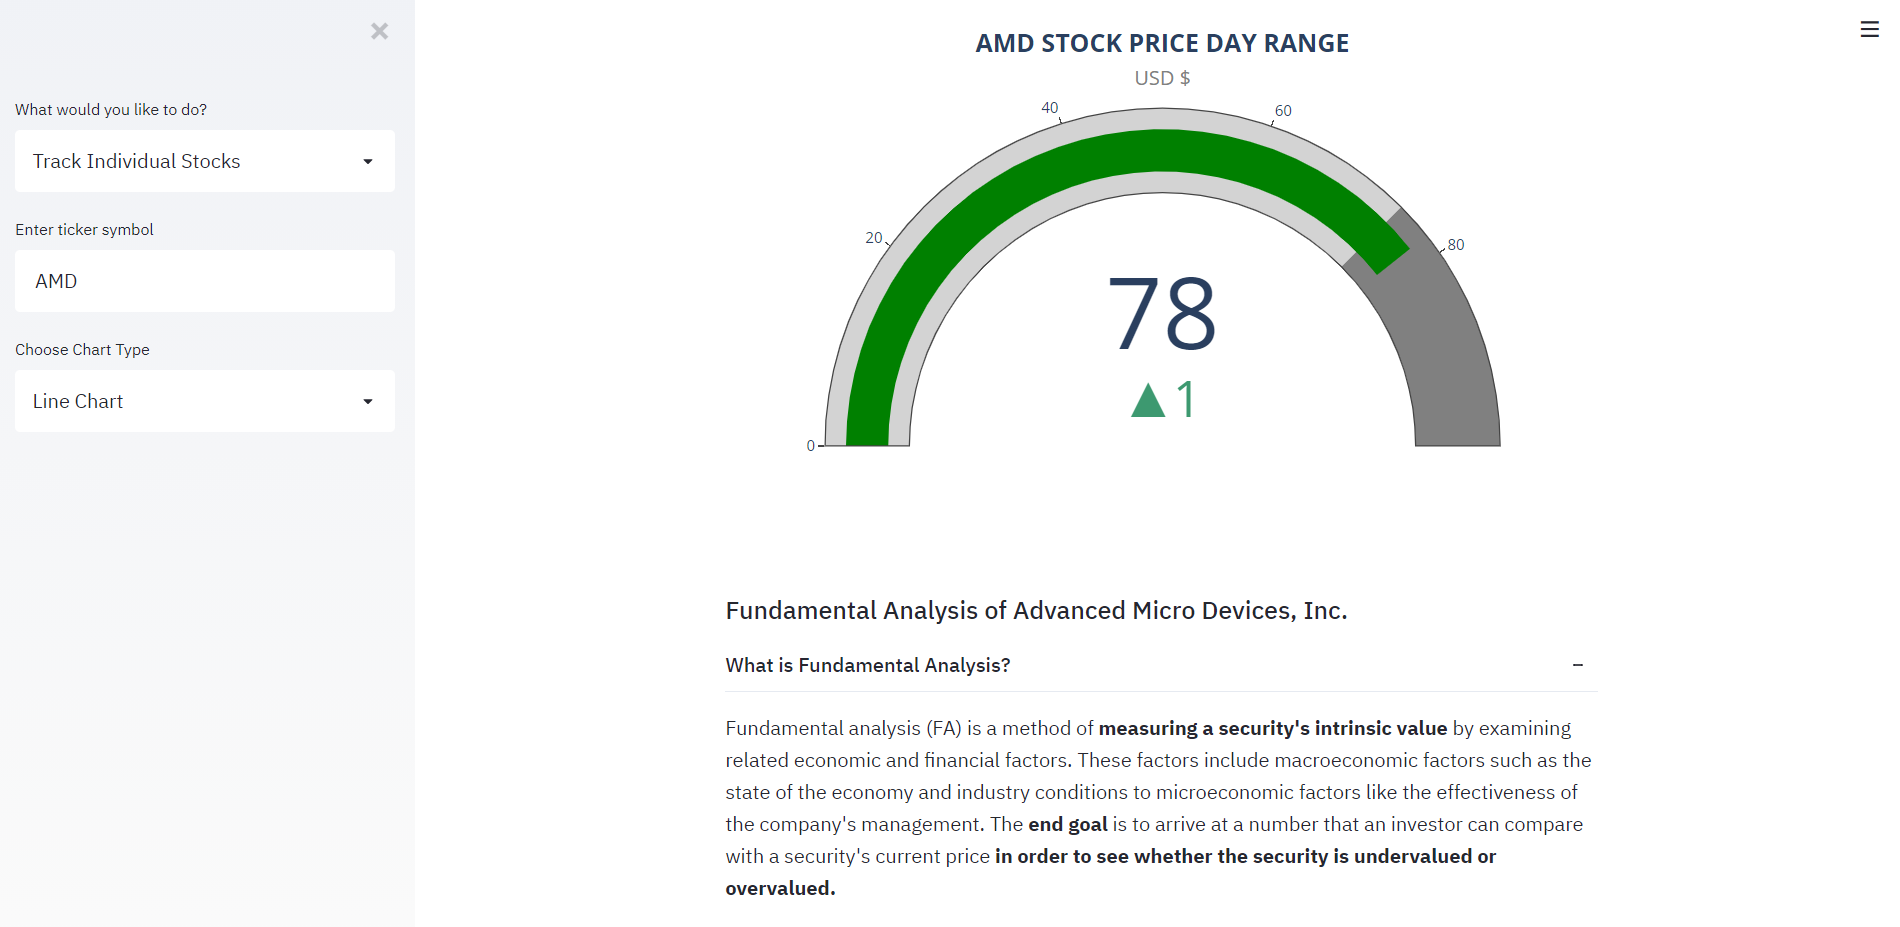 What would you like to do?
Track Individual Stocks
Enter ticker symbol
AMD
Choose Chart Type
Line Chart
AMD STOCK PRICE DAY RANGE
USD $
40
60
20
80
0
78
▲1
Fundamental Analysis of Advanced Micro Devices, Inc.
What is Fundamental Analysis?
Fundamental analysis (FA) is a method of measuring a security's intrinsic value by examining
related economic and financial factors. These factors include macroeconomic factors such as the
state of the economy and industry conditions to microeconomic factors like the effectiveness of
the company's management. The end goal is to arrive at a number that an investor can compare
with a security's current price in order to see whether the security is undervalued or
overvalued.